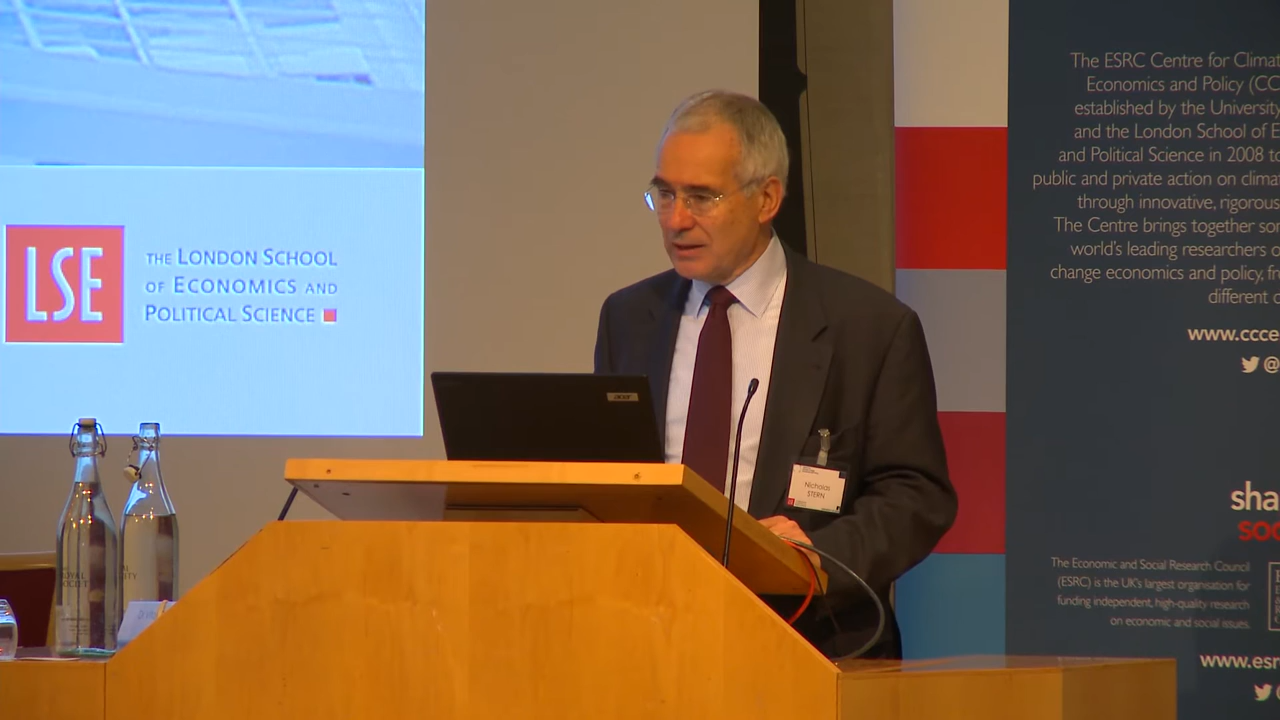 LSE
THE LONDON SCHOOL
OF ECONOMICS AND
POLITICAL SCIENCE
acer
Nicholas
STERN
The ESRC Centre for Climat
Economics and Policy (CC
established by the University
and the London School of E
and Political Science in 2008 to
public and private action on climat
through innovative, rigorous
The Centre brings together so
world's leading researchers o
change economics and policy, fr
different d
www.ccce
@
sha
soc
The Economic and Social Research Council
(ESRC) is the UK's largest organisation for
funding independent, high-quality research
on economic and social issues.
www.esr